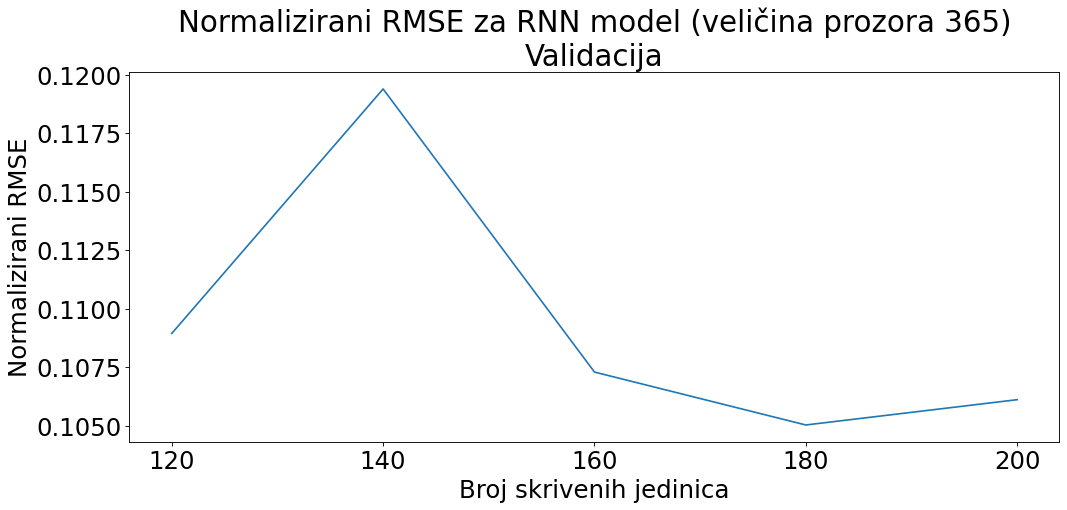 Normalizirani RMSE za RNN model (veličina prozora 365)
Validacija
0.1200
0.1175
0.1150
0.1125
0.1100
0.1075
0.1050
Normalizirani RMSE
120 140 160 180 200
Broj skrivenih jedinica